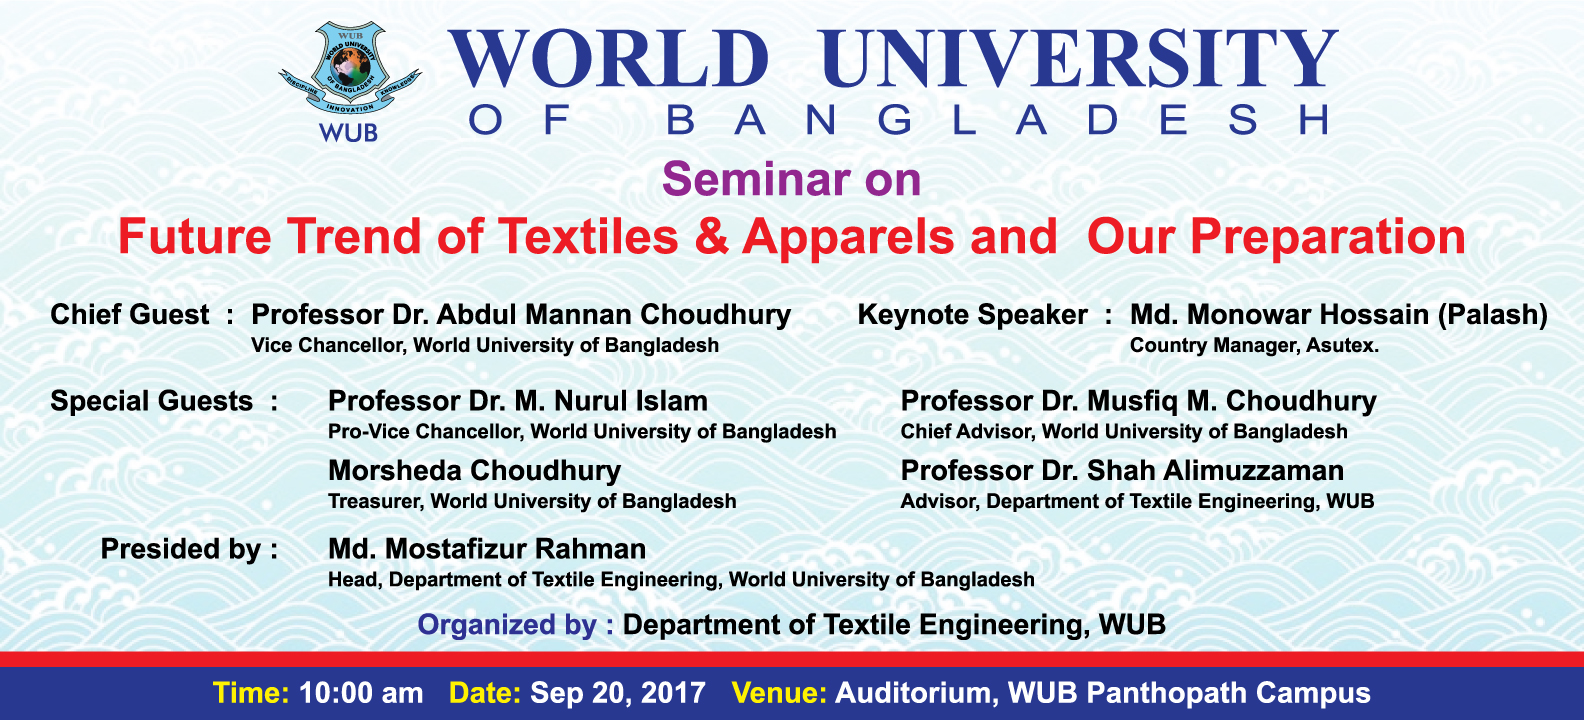 WUB
WORLD UNIVERSITY
OF BANGLADESH
DISCIPLINE
INNOVATION
KNOWLEDGE
WUB
WORLD UNIVERSITY
OF BANGLADESH
Seminar on
Future Trend of Textiles & Apparels and Our Preparation
Chief Guest : Professor Dr. Abdul Mannan Choudhury
Vice Chancellor, World University of Bangladesh
Keynote Speaker : Md. Monowar Hossain (Palash)
Country Manager, Asutex.
Special Guests : Professor Dr. M. Nurul Islam
Pro-Vice Chancellor, World University of Bangladesh
Professor Dr. Musfiq M. Choudhury
Chief Advisor, World University of Bangladesh
Morsheda Choudhury
Treasurer, World University of Bangladesh
Professor Dr. Shah Alimuzzaman
Advisor, Department of Textile Engineering, WUB
Presided by : Md. Mostafizur Rahman
Head, Department of Textile Engineering, World University of Bangladesh
Organized by : Department of Textile Engineering, WUB
Time: 10:00 am Date: Sep 20, 2017 Venue: Auditorium, WUB Panthopath Campus